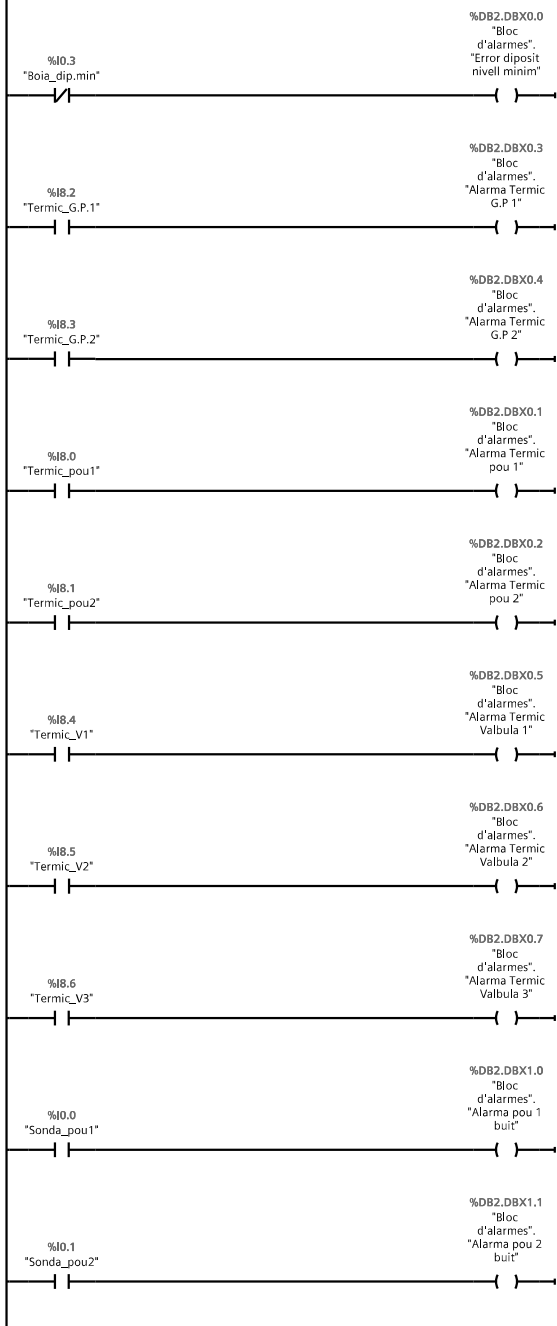 %DB2.DBX0.0
"Bloc
d'alarmes".
"Error diposit
nivell minim"
%I0.3
"Boia_dip.min"
%DB2.DBX0.3
"Bloc
d'alarmes".
"Alarma Termic
G.P 1"
%I8.2
"Termic_G.P.1"
%DB2.DBX0.4
"Bloc
d'alarmes".
"Alarma Termic
G.P 2"
%I8.3
"Termic_G.P.2"
%DB2.DBX0.1
"Bloc
d'alarmes".
"Alarma Termic
pou 1"
%I8.0
"Termic_pou1"
%DB2.DBX0.2
"Bloc
d'alarmes".
"Alarma Termic
pou 2"
%I8.1
"Termic_pou2"
%DB2.DBX0.5
"Bloc
d'alarmes".
"Alarma Termic
Valbula 1"
%I8.4
"Termic_V1"
%DB2.DBX0.6
"Bloc
d'alarmes".
"Alarma Termic
Valbula 2"
%I8.5
"Termic_V2"
%DB2.DBX0.7
"Bloc
d'alarmes".
"Alarma Termic
Valbula 3"
%I8.6
"Termic_V3"
%DB2.DBX1.0
"Bloc
d'alarmes".
"Alarma pou 1
buit"
%I0.0
"Sonda_pou1"
%DB2.DBX1.1
"Bloc
d'alarmes".
"Alarma pou 2
buit"
%I0.1
"Sonda_pou2"